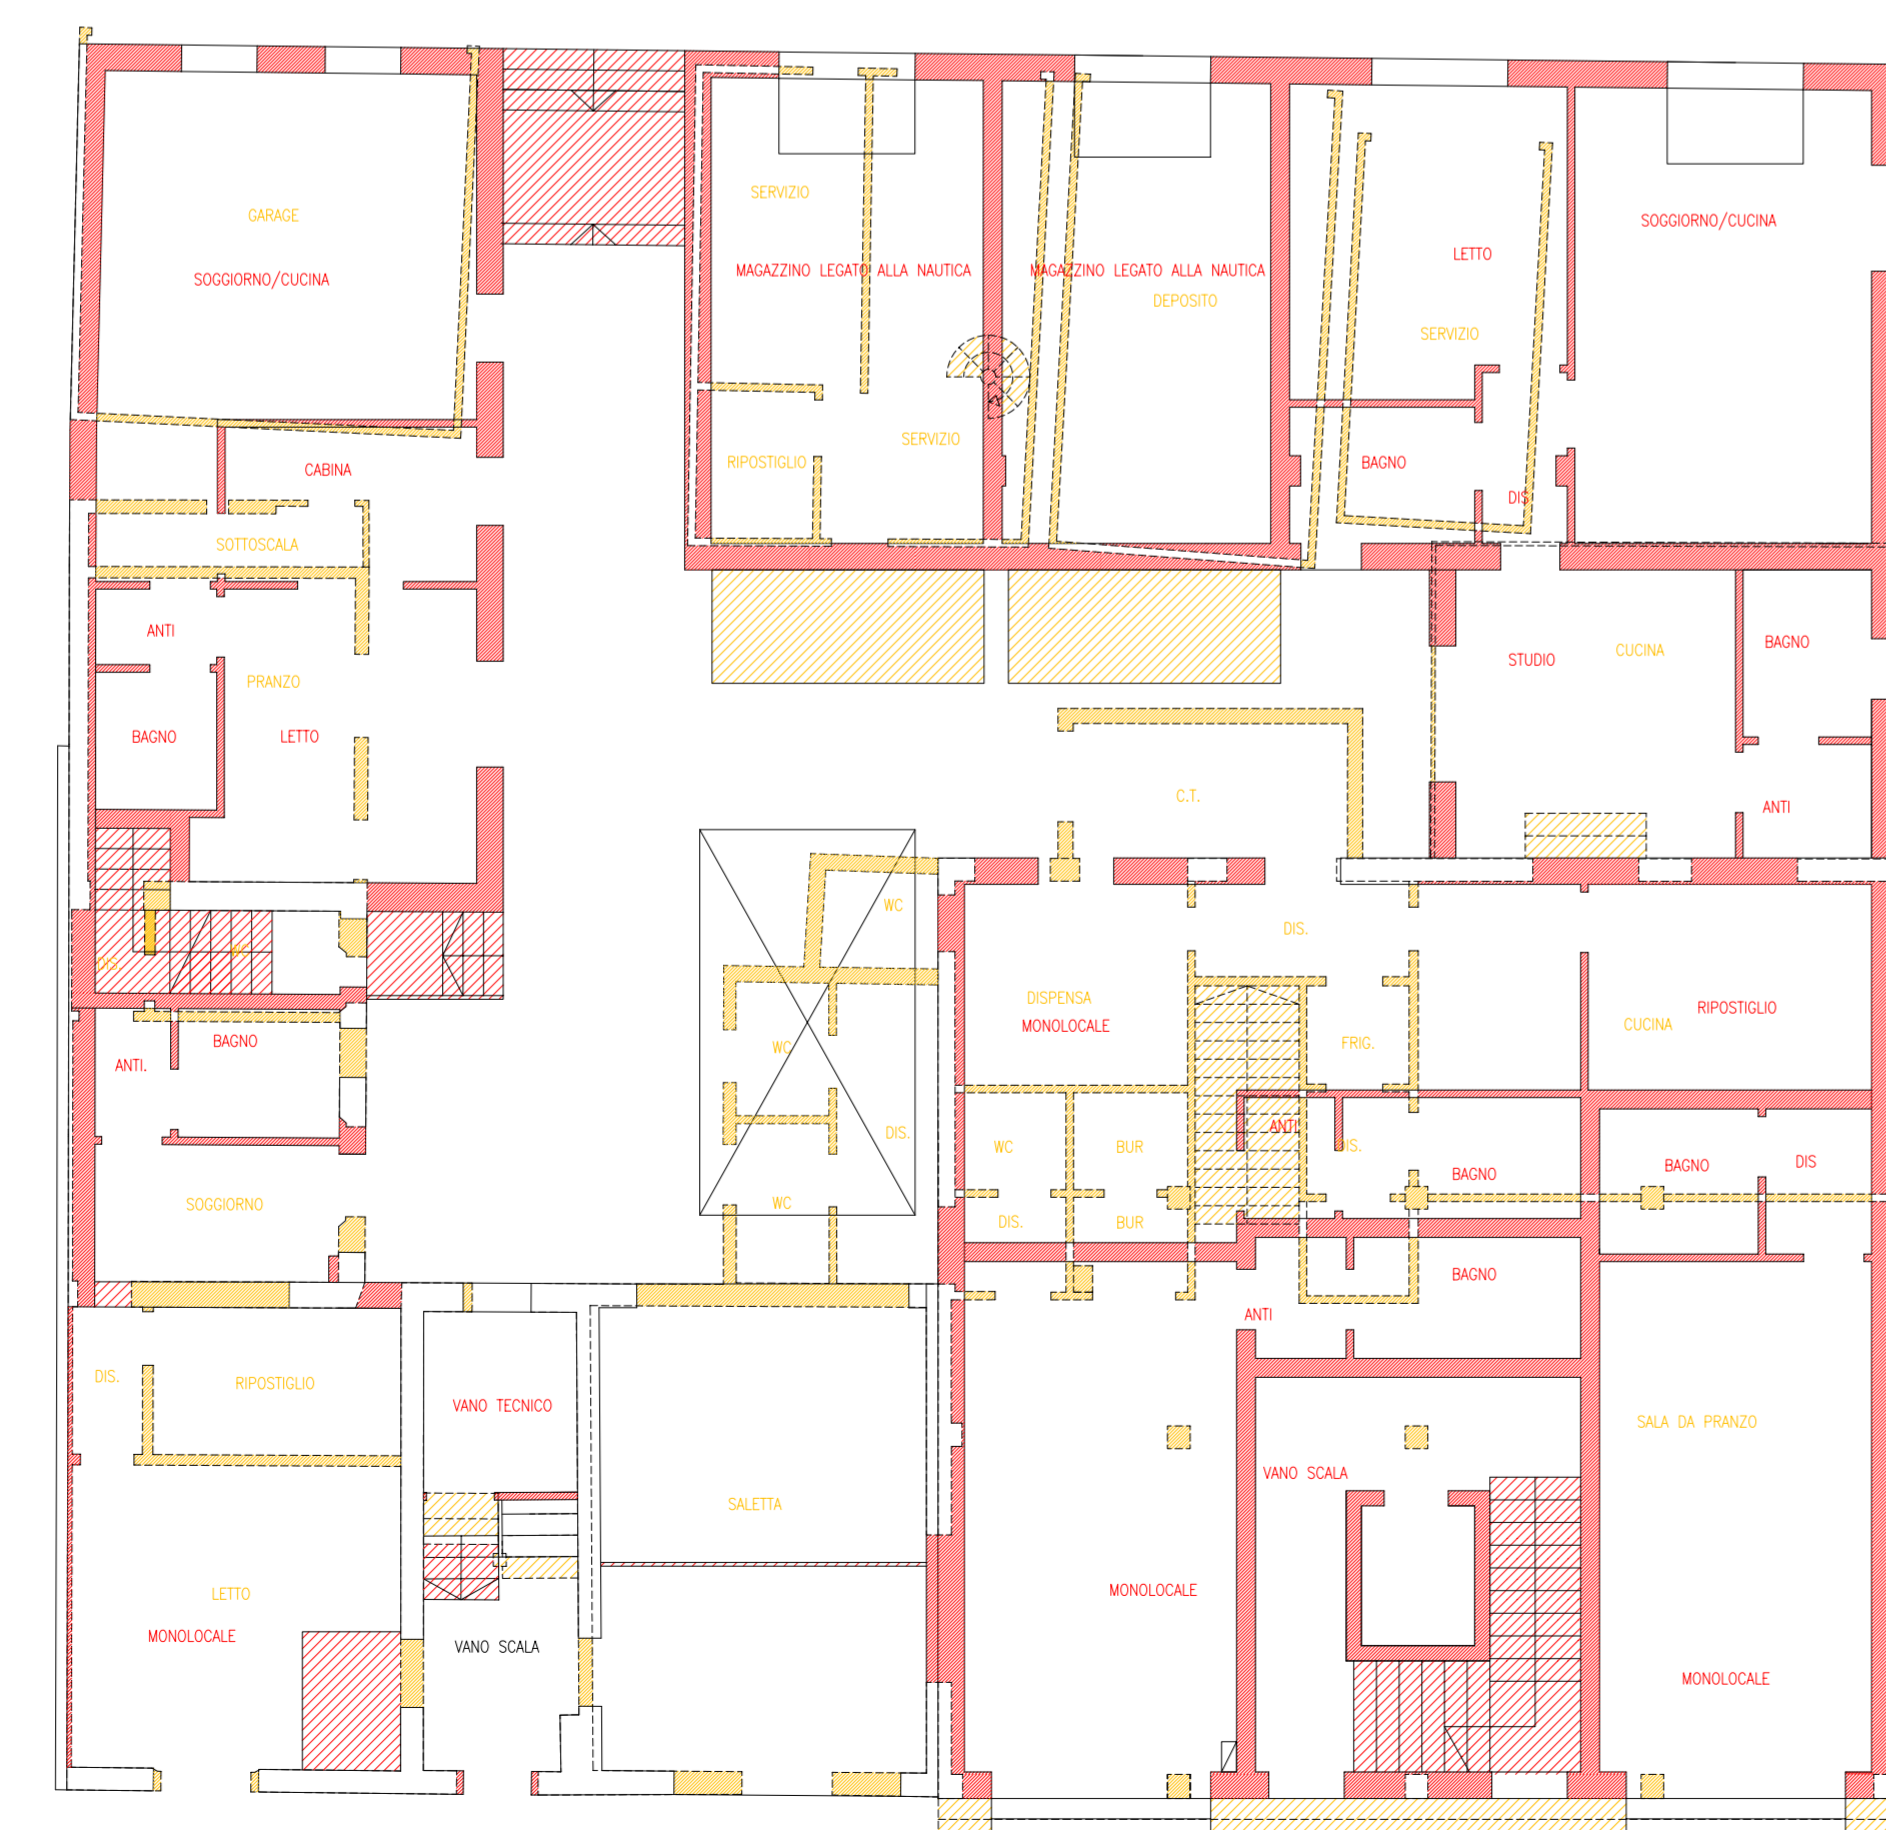 SERVIZIO
GARAGE
SOGGIORNO/CUCINA
LETTO
MAGAZZINO LEGATO ALLA NAUTICA
MAGAZZINO LEGATO ALLA NAUTICA
SOGGIORNO/CUCINA
DEPOSITO
SERVIZIO
SERVIZIO
CABINA
RIPOSTIGLIO
BAGNO
DIS
SOTTOSCALA
ANTI
BAGNO
CUCINA
STUDIO
PRANZO
BAGNO
LETTO
C.T.
ANTI
WC
DIS.
DIS.
WC
DISPENSA
RIPOSTIGLIO
CUCINA
MONOLOCALE
BAGNO
FRIG.
WC
ANTI.
ANTI
DIS.
WC
BUR
DIS.
DIS
BAGNO
BAGNO
SOGGIORNO
WC
DIS.
BUR
BAGNO
ANTI
DIS.
RIPOSTIGLIO
VANO TECNICO
SALA DA PRANZO
VANO SCALA
SALETTA
MONOLOCALE
LETTO
MONOLOCALE
VANO SCALA
MONOLOCALE